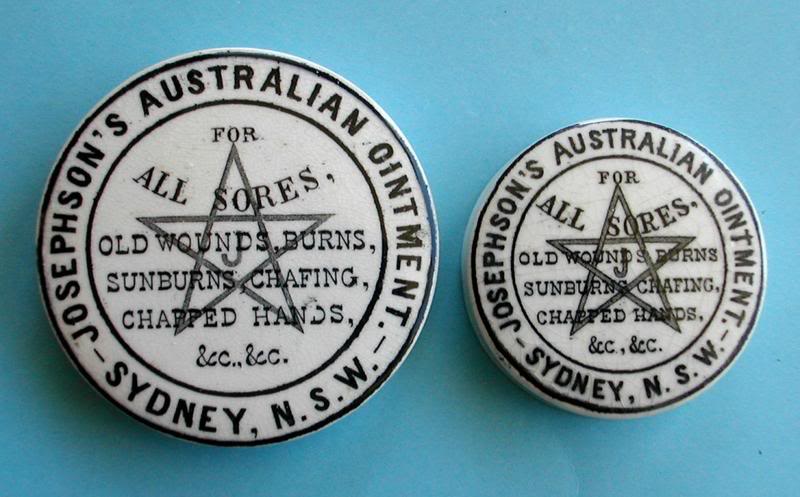 JOSEPHSON'S AUSTRALIAN OINTMENT.
FOR
ALL SORES,
OLD WOUNDS, BURNS,
J
SUNBURNS, CHAFING,
CHAPPED HANDS,
&c., &c.
SYDNEY, N.S.W.
JOSEPHSON'S AUSTRALIAN OINTMENT.
FOR
ALL SORES,
OLD WOUNDS BURNS
J
SUNBURNS, CHAFING,
CHAPPED HANDS,
&c., &c.
SYDNEY, N.S.W.